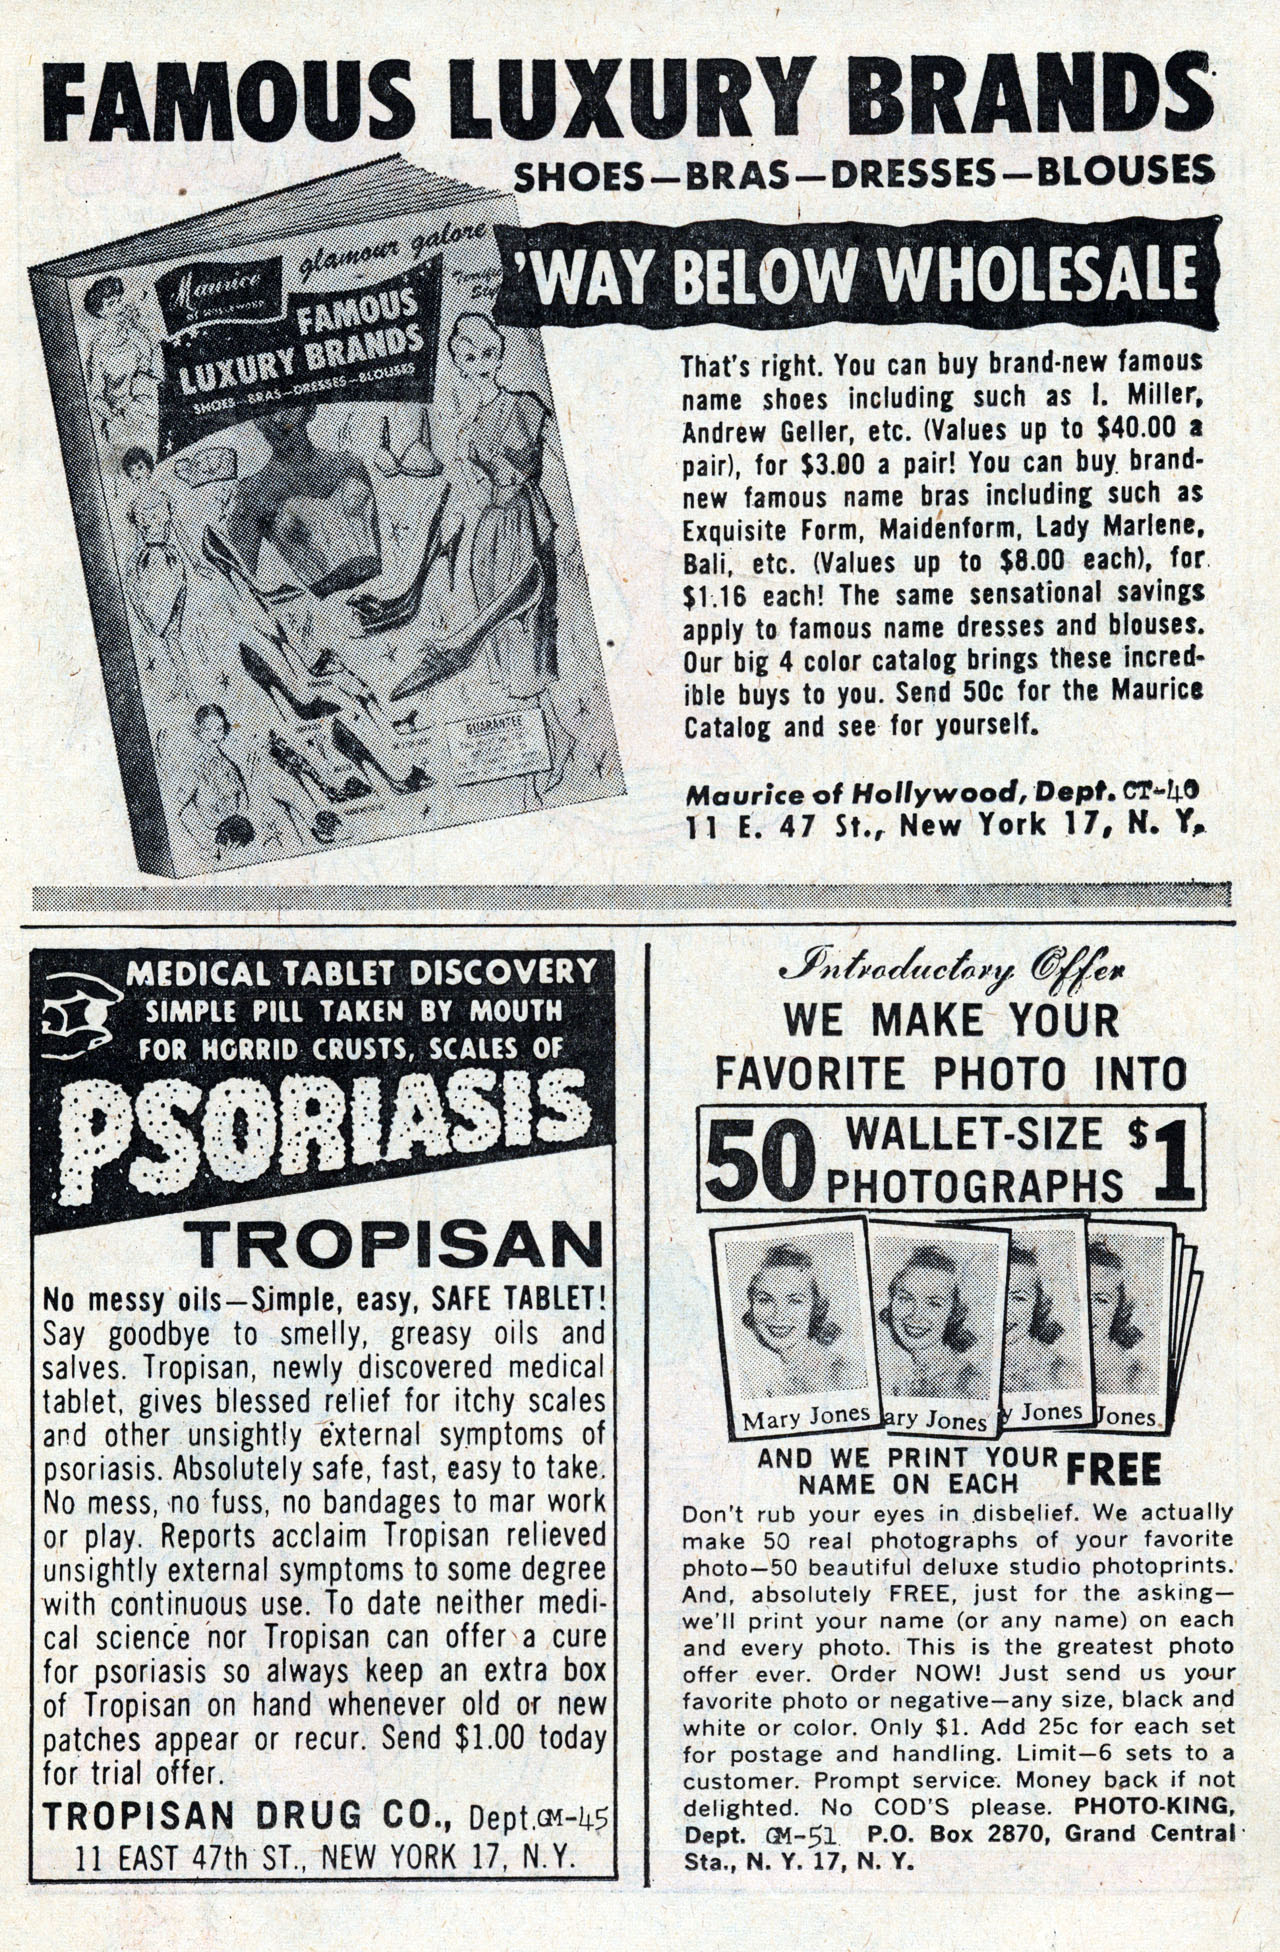 FAMOUS LUXURY BRANDS
SHOES—BRAS—DRESSES—BLOUSES
'WAY BELOW WHOLESALE
glamour galore
Maurice
OF HOLLYWOOD
FAMOUS
LUXURY BRANDS
SHOES—BRAS—DRESSES—BLOUSES
GUARANTEE
That's right. You can buy brand-new famous
name shoes including such as I. Miller,
Andrew Geller, etc. (Values up to $40.00 a
pair), for $3.00 a pair! You can buy brand-
new famous name bras including such as
Exquisite Form, Maidenform, Lady Marlene,
Bali, etc. (Values up to $8.00 each), for
$1.16 each! The same sensational savings
apply to famous name dresses and blouses.
Our big 4 color catalog brings these incred-
ible buys to you. Send 50c for the Maurice
Catalog and see for yourself.
Maurice of Hollywood, Dept. CT-40
11 E. 47 St., New York 17, N. Y.
MEDICAL TABLET DISCOVERY
SIMPLE PILL TAKEN BY MOUTH
FOR HORRID CRUSTS, SCALES OF
PSORIASIS
TROPISAN
No messy oils—Simple, easy, SAFE TABLET!
Say goodbye to smelly, greasy oils and
salves. Tropisan, newly discovered medical
tablet, gives blessed relief for itchy scales
and other unsightly external symptoms of
psoriasis. Absolutely safe, fast, easy to take.
No mess, no fuss, no bandages to mar work
or play. Reports acclaim Tropisan relieved
unsightly external symptoms to some degree
with continuous use. To date neither medi-
cal science nor Tropisan can offer a cure
for psoriasis so always keep an extra box
of Tropisan on hand whenever old or new
patches appear or recur. Send $1.00 today
for trial offer.
TROPISAN DRUG CO., Dept. GM-45
11 EAST 47th ST., NEW YORK 17, N.Y.
Introductory Offer
WE MAKE YOUR
FAVORITE PHOTO INTO
50 WALLET-SIZE PHOTOGRAPHS $1
Mary Jones ary Jones y Jones Jones
AND WE PRINT YOUR
NAME ON EACH FREE
Don't rub your eyes in disbelief. We actually
make 50 real photographs of your favorite
photo—50 beautiful deluxe studio photoprints.
And, absolutely FREE, just for the asking—
we'll print your name (or any name) on each
and every photo. This is the greatest photo
offer ever. Order NOW! Just send us your
favorite photo or negative—any size, black and
white or color. Only $1. Add 25c for each set
for postage and handling. Limit—6 sets to a
customer. Prompt service. Money back if not
delighted. No COD'S please. PHOTO-KING,
Dept. GM-51 P.O. Box 2870, Grand Central
Sta., N. Y. 17, N. Y.